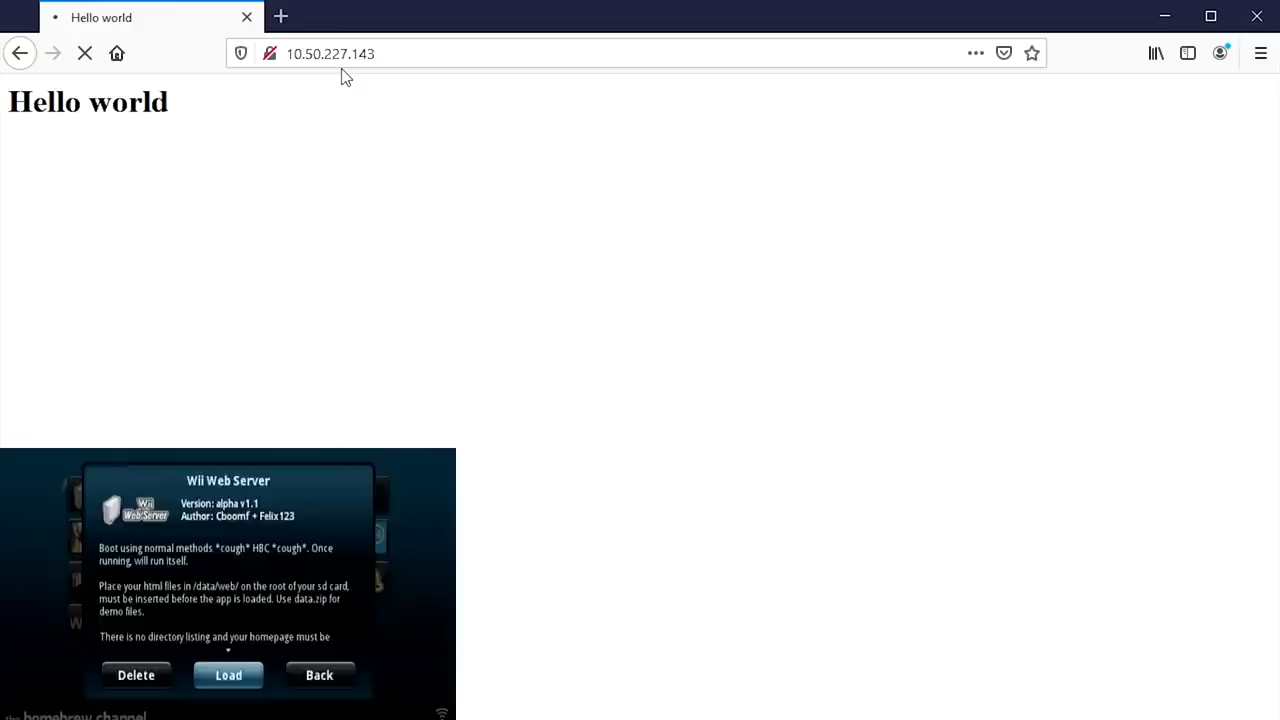 Hello world
10.50.227.143
Hello world
Wii Web Server
Wii
Web Server
Version: alpha v1.1
Author: Cboomf + Felix123
Boot using normal methods *cough* HBC *cough*. Once
running, will run itself.
Place your html files in /data/web/ on the root of your sd card,
must be inserted before the app is loaded. Use data.zip for
demo files.
There is no directory listing and your homepage must be
Delete
Load
Back
the homebrew channel